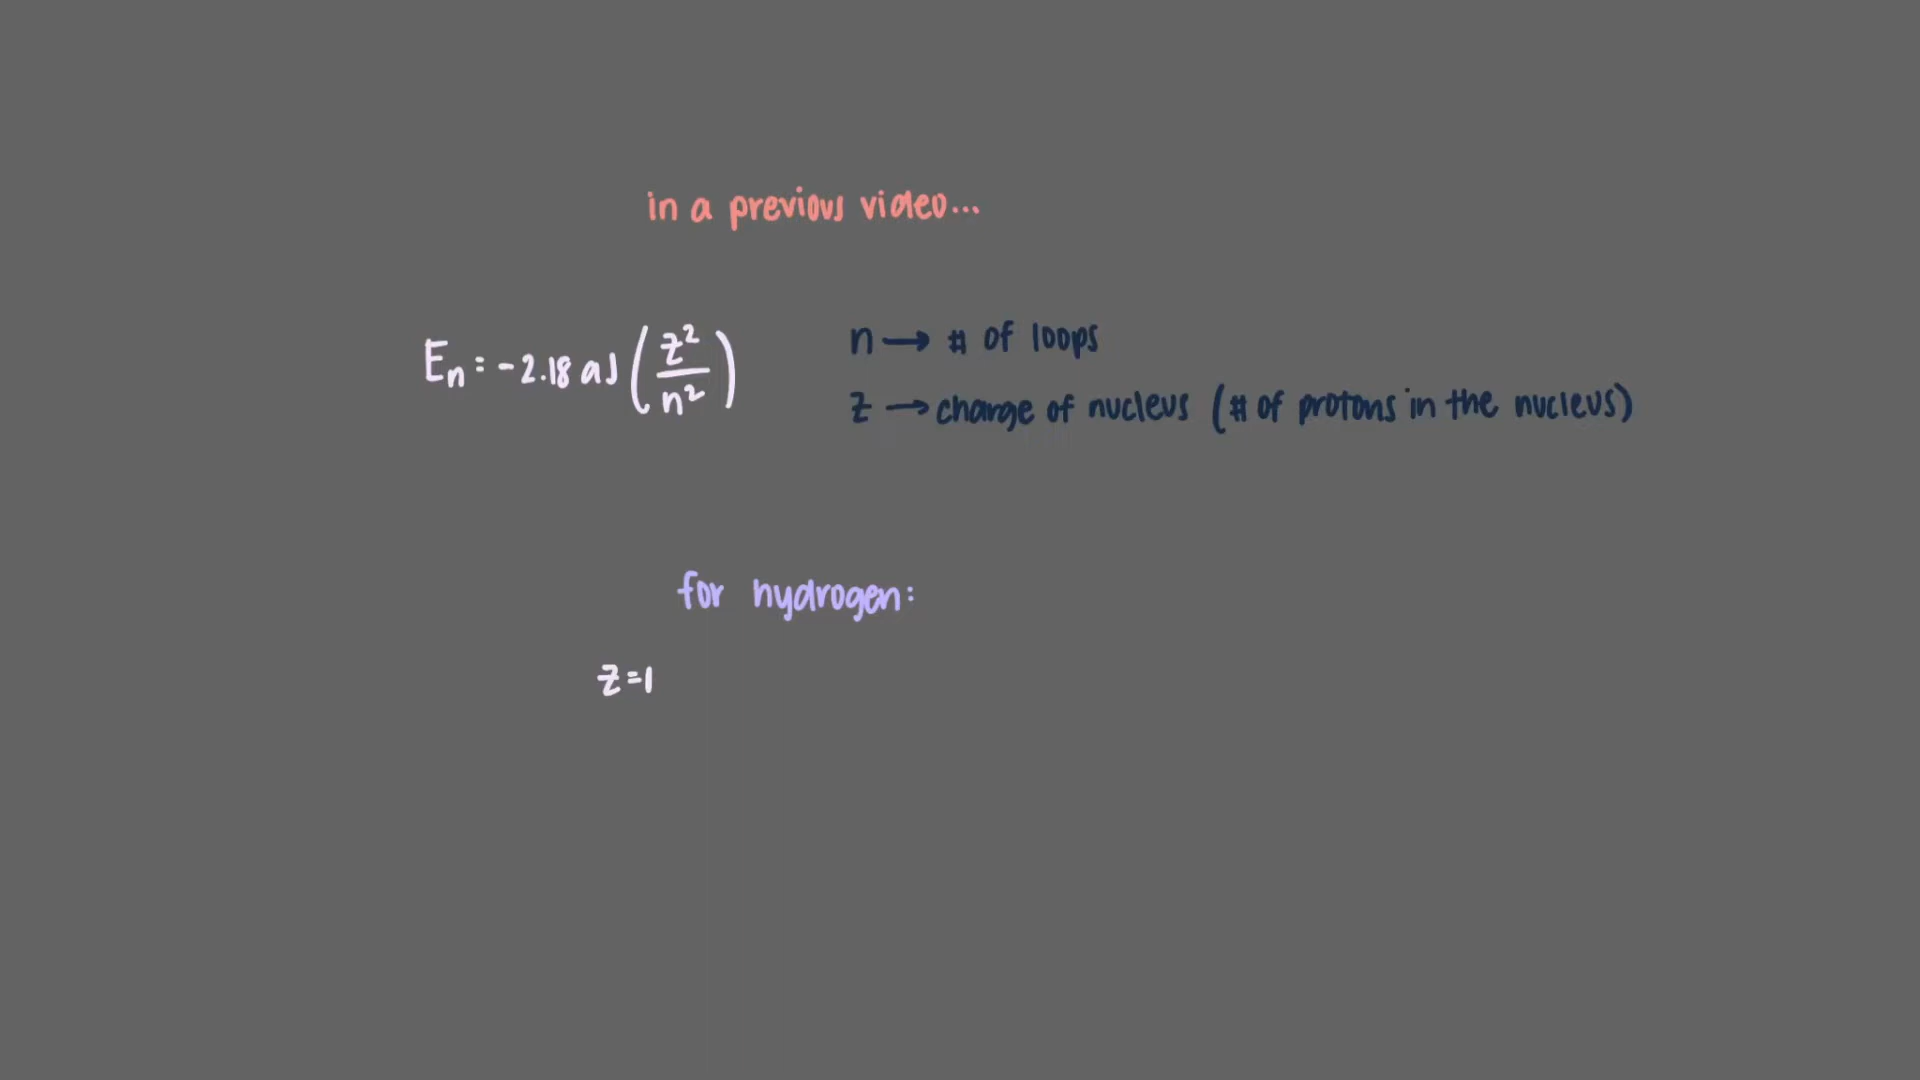 in a previous video...
En = -2.18 aJ (z²/n²)
n → # of loops
z → charge of nucleus (# of protons in the nucleus)
for hydrogen:
z=1